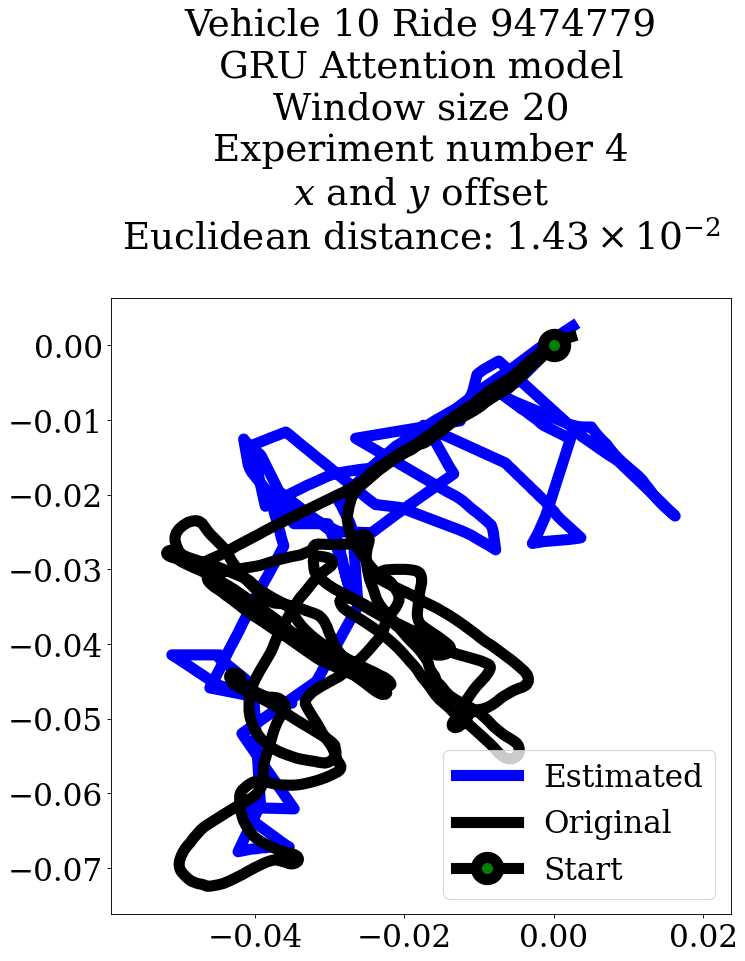 Vehicle 10 Ride 9474779
GRU Attention model
Window size 20
Experiment number 4
x and y offset
Euclidean distance: 1.43 × 10⁻²
0.00
−0.01
−0.02
−0.03
−0.04
−0.05
−0.06
−0.07
Estimated
Original
Start
−0.04
−0.02
0.00
0.02